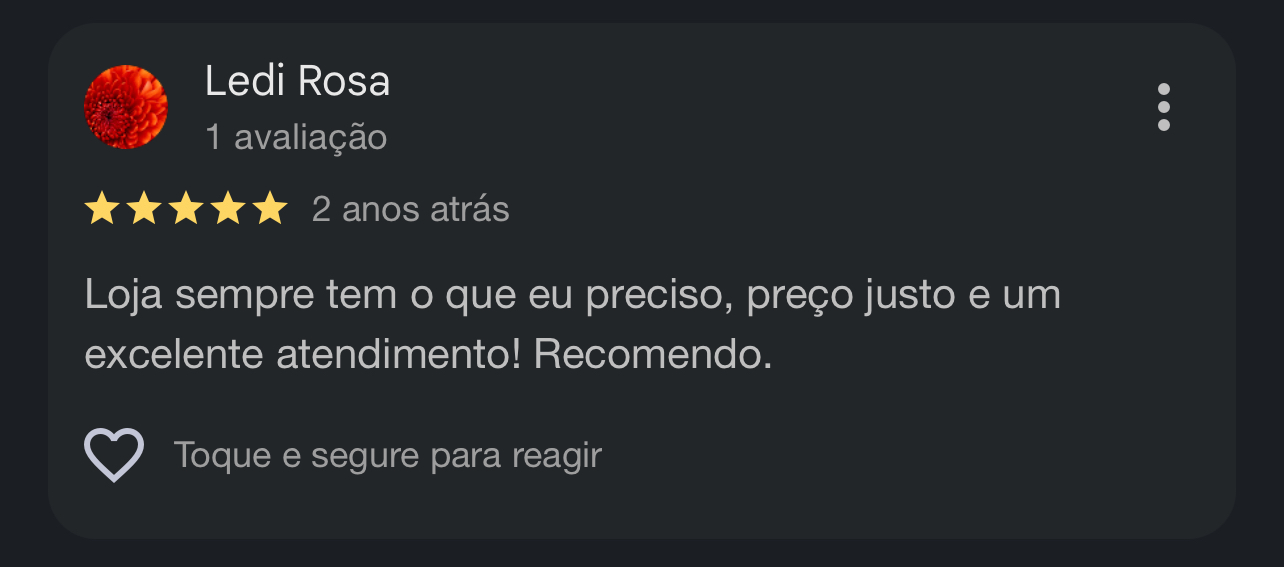 Ledi Rosa
1 avaliação
2 anos atrás
Loja sempre tem o que eu preciso, preço justo e um
excelente atendimento! Recomendo.
Toque e segure para reagir